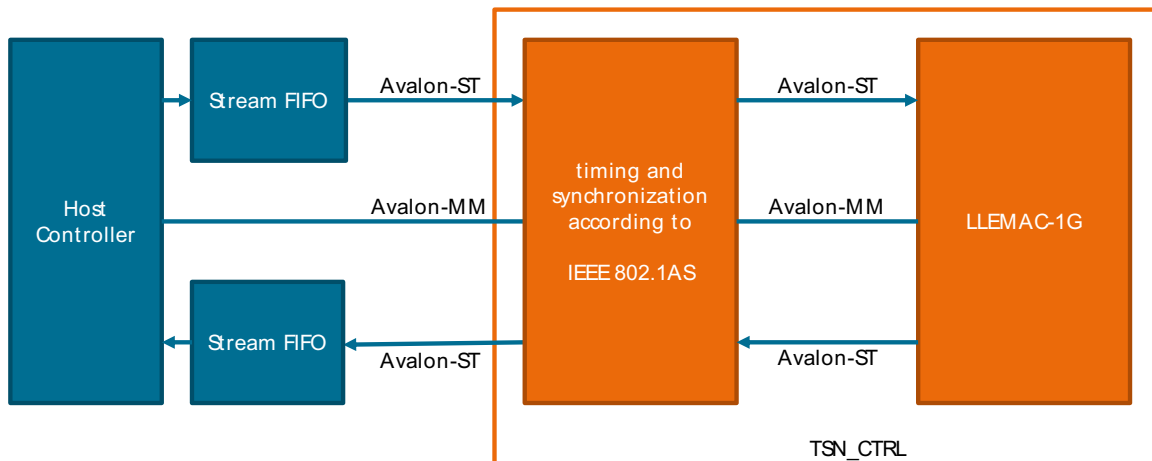 Stream FIFO
Avalon-ST
Avalon-ST
Host
Controller
Avalon-MM
timing and
synchronization
according to
IEEE 802.1AS
Avalon-MM
LLEMAC-1G
Stream FIFO
Avalon-ST
Avalon-ST
TSN_CTRL